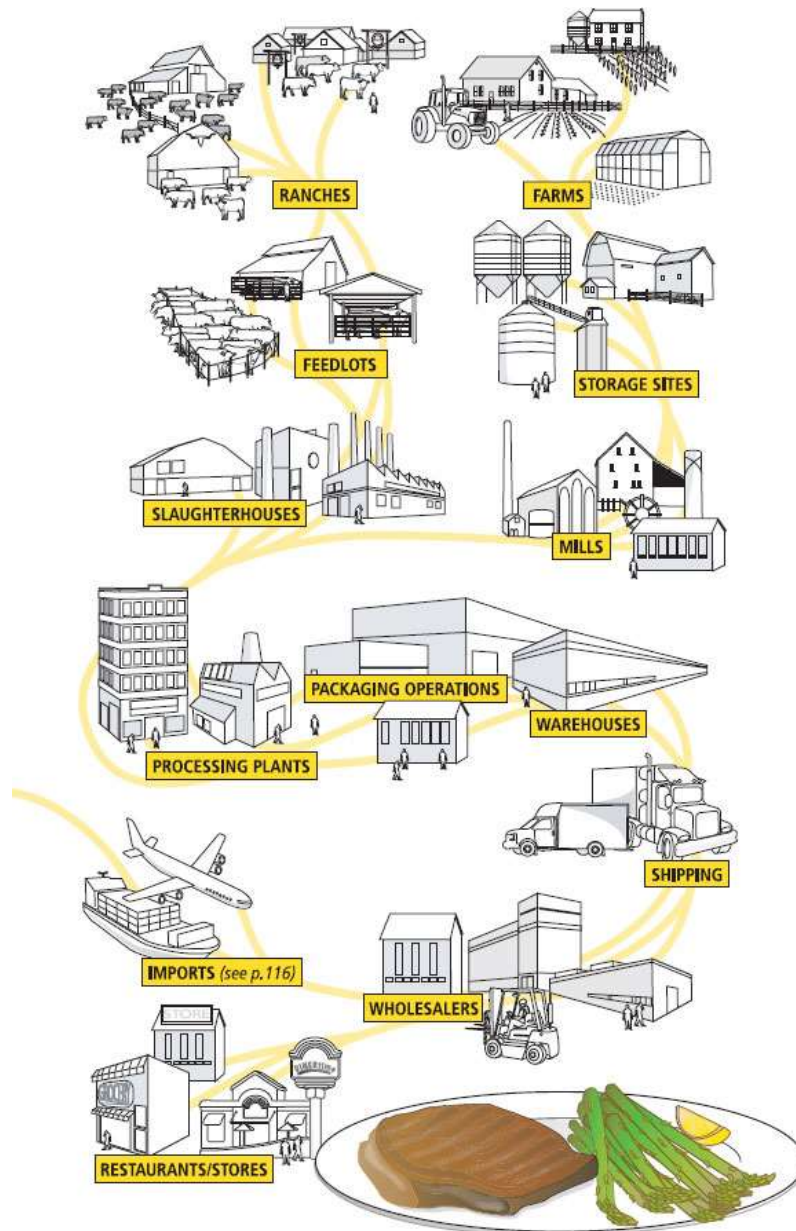 RANCHES
FARMS
FEEDLOTS
STORAGE SITES
SLAUGHTERHOUSES
MILLS
PACKAGING OPERATIONS
WAREHOUSES
PROCESSING PLANTS
SHIPPING
IMPORTS (see p.116)
WHOLESALERS
STORE
GROCERY
RESTAURANTS/STORES